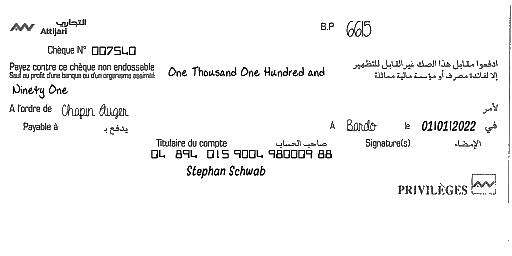 التجاري
Attijari
B.P 6615
Chèque N° 007540
Payez contre ce chèque non endossable
Sauf au profit d'une banque ou d'un organisme assimilé
ادفعوا مقابل هذا الصك غير القابل للتظهير
إلا لفائدة مصرف أو مؤسسة مالية مماثلة
One Thousand One Hundred and
Ninety One
A l'ordre de Chapin Auger لأمر
Payable à يدفع بـ
A Bardo le 01/01/2022 في
Titulaire du compte صاحب الحساب Signature(s) الإمضاء
04 894 015 9004 980009 88
Stephan Schwab
PRIVILÈGES